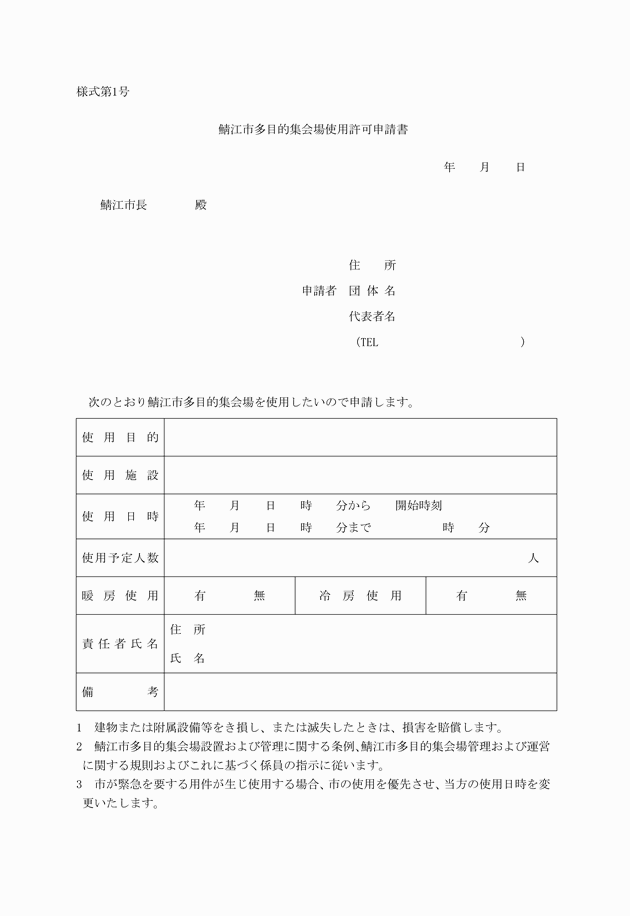 様式第1号
鯖江市多目的集会場使用許可申請書
年　月　日
鯖江市長　　　殿
住　所
申請者　団体名
代表者名
(TEL　　　　　　)
次のとおり鯖江市多目的集会場を使用したいので申請します。
使用目的
使用施設
使用日時　年　月　日　時　分から　開始時刻
年　月　日　時　分まで　　時　分
使用予定人数　人
暖房使用　有　無　冷房使用　有　無
責任者氏名　住　所
氏　名
備考
1　建物または附属設備等をき損し、または滅失したときは、損害を賠償します。
2　鯖江市多目的集会場設置および管理に関する条例、鯖江市多目的集会場管理および運営
に関する規則およびこれに基づく係員の指示に従います。
3　市が緊急を要する用件が生じ使用する場合、市の使用を優先させ、当方の使用日時を変
更いたします。